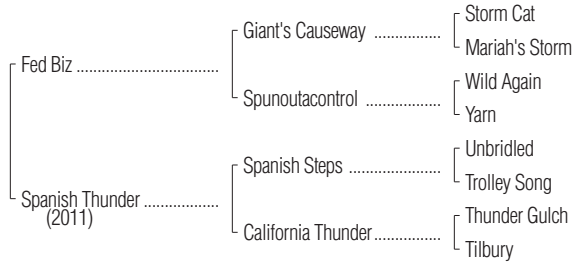 Storm Cat
Giant's Causeway ..................
Mariah's Storm
Fed Biz .................................
Wild Again
Spunoutacontrol .................
Yarn
Unbridled
Spanish Steps .....................
Trolley Song
Spanish Thunder .................
(2011)
Thunder Gulch
California Thunder...............
Tilbury